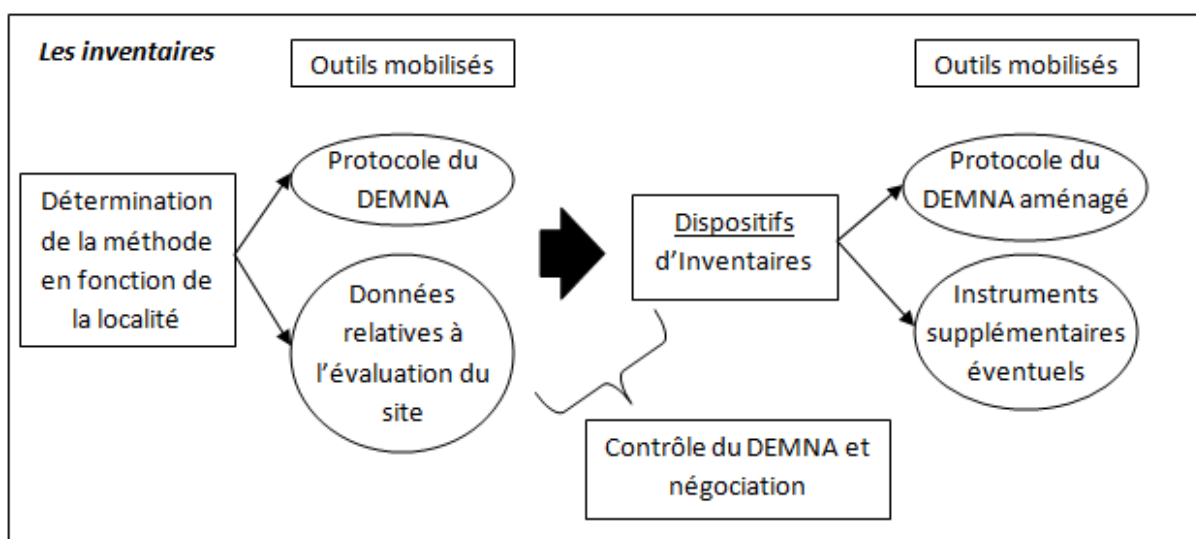 Les inventaires
Outils mobilisés
Outils mobilisés
Détermination
de la méthode
en fonction de
la localité
Protocole du
DEMNA
Données
relatives à
l'évaluation du
site
Dispositifs
d'Inventaires
Contrôle du DEMNA et
négociation
Protocole du
DEMNA aménagé
Instruments
supplémentaires
éventuels